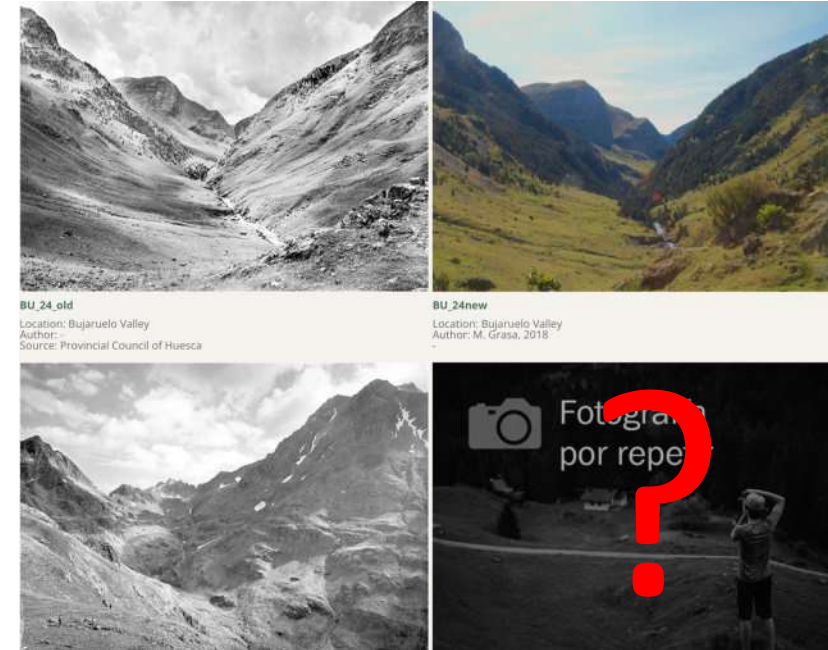 BU_24_old
Location: Bujaruelo Valley
Author: -
Source: Provincial Council of Huesca
BU_24new
Location: Bujaruelo Valley
Author: M. Grasa, 2018
-
Fotografía
por repetir
?